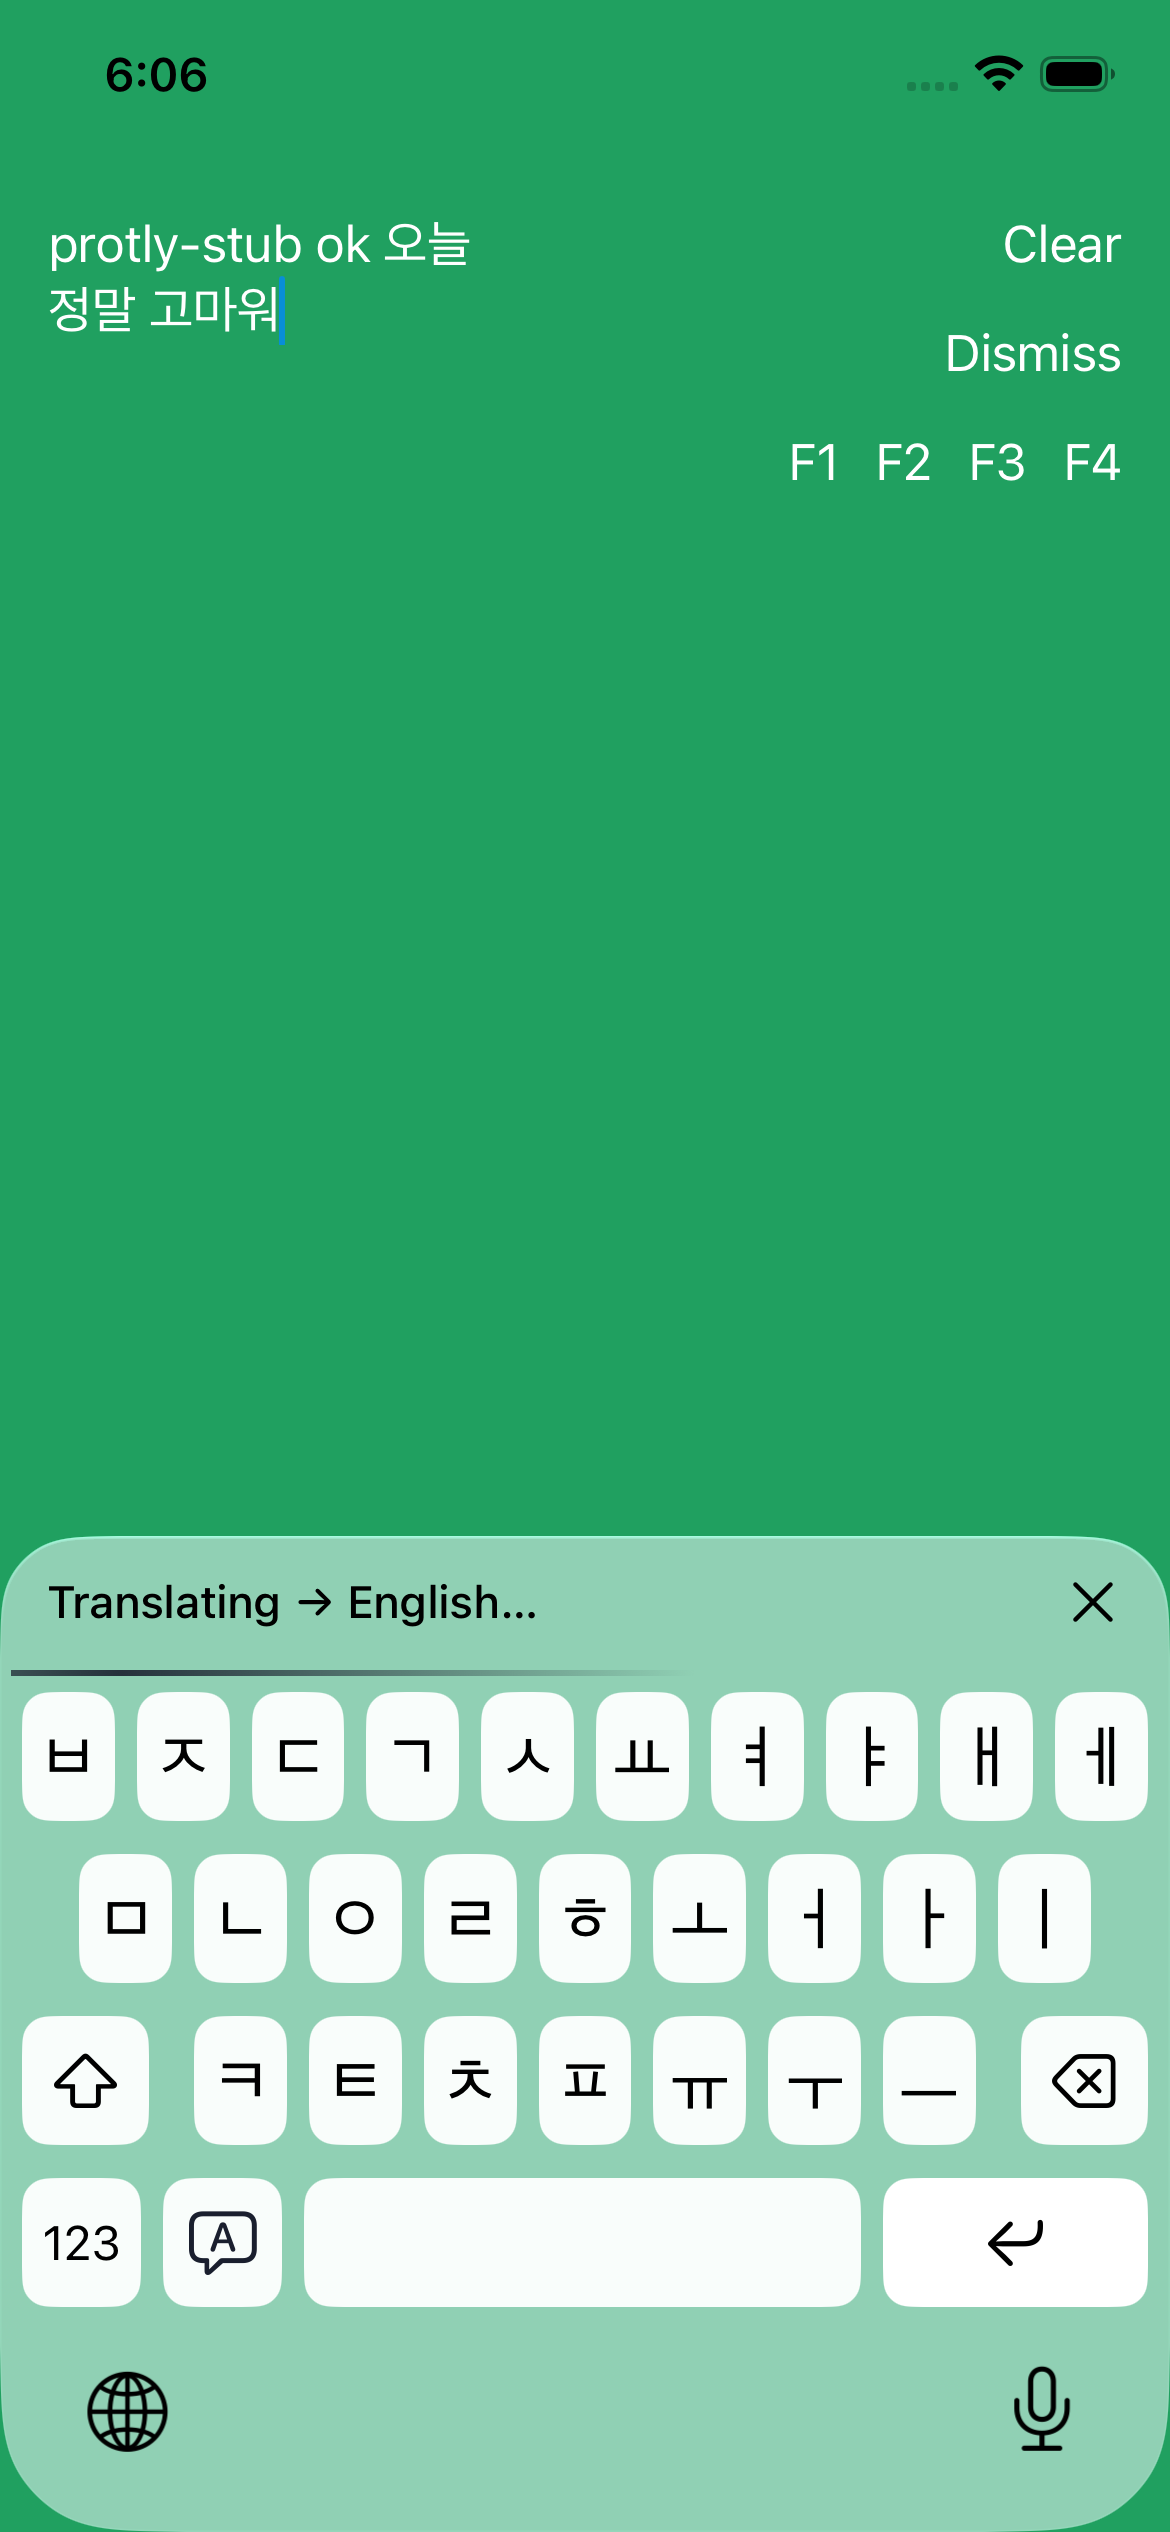 6:06
protly-stub ok 오늘
정말 고마워
Clear
Dismiss
F1 F2 F3 F4
Translating → English...
ㅂ ㅈ ㄷ ㄱ ㅅ ㅛ ㅕ ㅑ ㅐ ㅔ
ㅁ ㄴ ㅇ ㄹ ㅎ ㅗ ㅓ ㅏ ㅣ
ㅋ ㅌ ㅊ ㅍ ㅠ ㅜ ㅡ
123 A